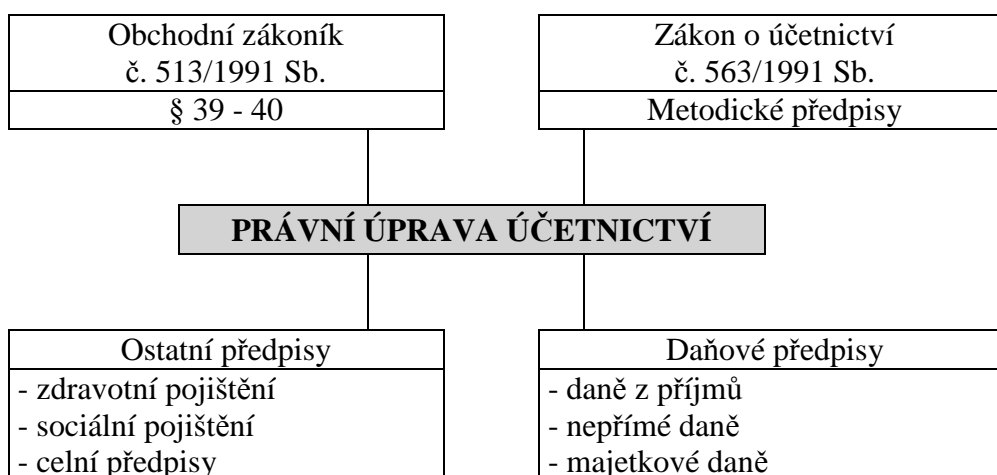 Obchodní zákoník
č. 513/1991 Sb.
§ 39 - 40
Zákon o účetnictví
č. 563/1991 Sb.
Metodické předpisy
PRÁVNÍ ÚPRAVA ÚČETNICTVÍ
Ostatní předpisy
- zdravotní pojištění
- sociální pojištění
- celní předpisy
Daňové předpisy
- daně z příjmů
- nepřímé daně
- majetkové daně